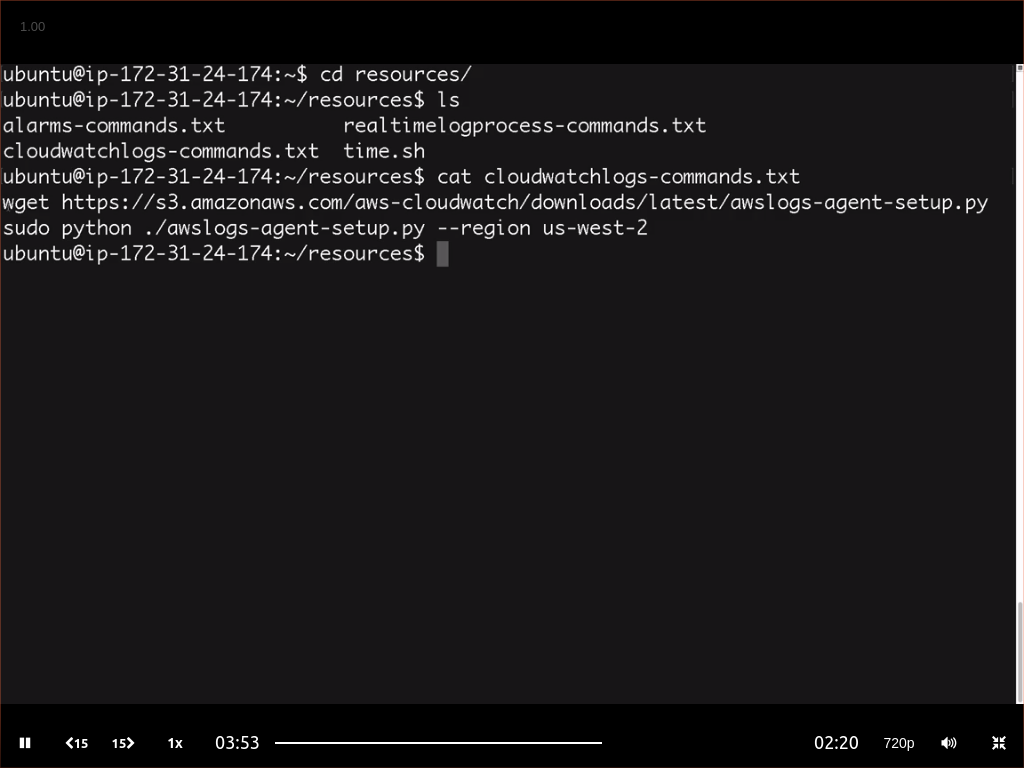 1.00
ubuntu@ip-172-31-24-174:~$ cd resources/
ubuntu@ip-172-31-24-174:~/resources$ ls
alarms-commands.txt          realtimelogprocess-commands.txt
cloudwatchlogs-commands.txt  time.sh
ubuntu@ip-172-31-24-174:~/resources$ cat cloudwatchlogs-commands.txt
wget https://s3.amazonaws.com/aws-cloudwatch/downloads/latest/awslogs-agent-setup.py
sudo python ./awslogs-agent-setup.py --region us-west-2
ubuntu@ip-172-31-24-174:~/resources$
15 15 1x 03:53 02:20 720p